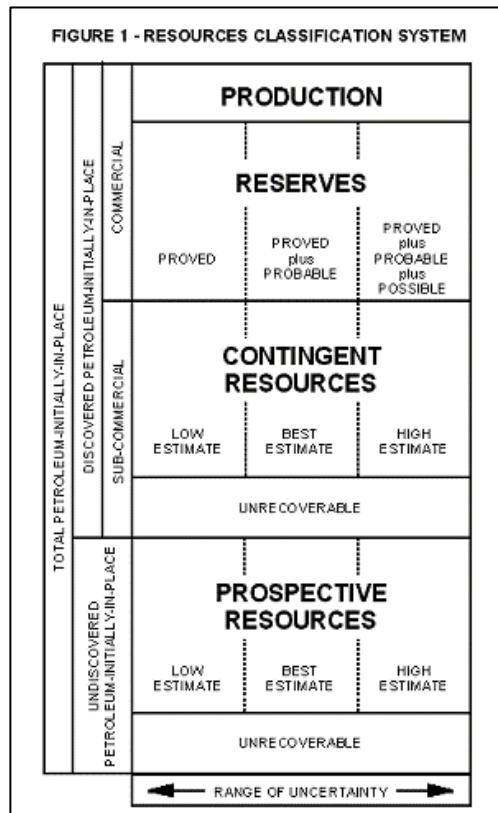 FIGURE 1 - RESOURCES CLASSIFICATION SYSTEM
TOTAL PETROLEUM-INITIALLY-IN-PLACE
DISCOVERED PETROLEUM-INITIALLY-IN-PLACE
COMMERCIAL
PRODUCTION
RESERVES
PROVED
PROVED
plus
PROBABLE
PROVED
plus
PROBABLE
plus
POSSIBLE
SUB-COMMERCIAL
CONTINGENT
RESOURCES
LOW
ESTIMATE
BEST
ESTIMATE
HIGH
ESTIMATE
UNRECOVERABLE
UNDISCOVERED
PETROLEUM-INITIALLY-IN-PLACE
PROSPECTIVE
RESOURCES
LOW
ESTIMATE
BEST
ESTIMATE
HIGH
ESTIMATE
UNRECOVERABLE
RANGE OF UNCERTAINTY